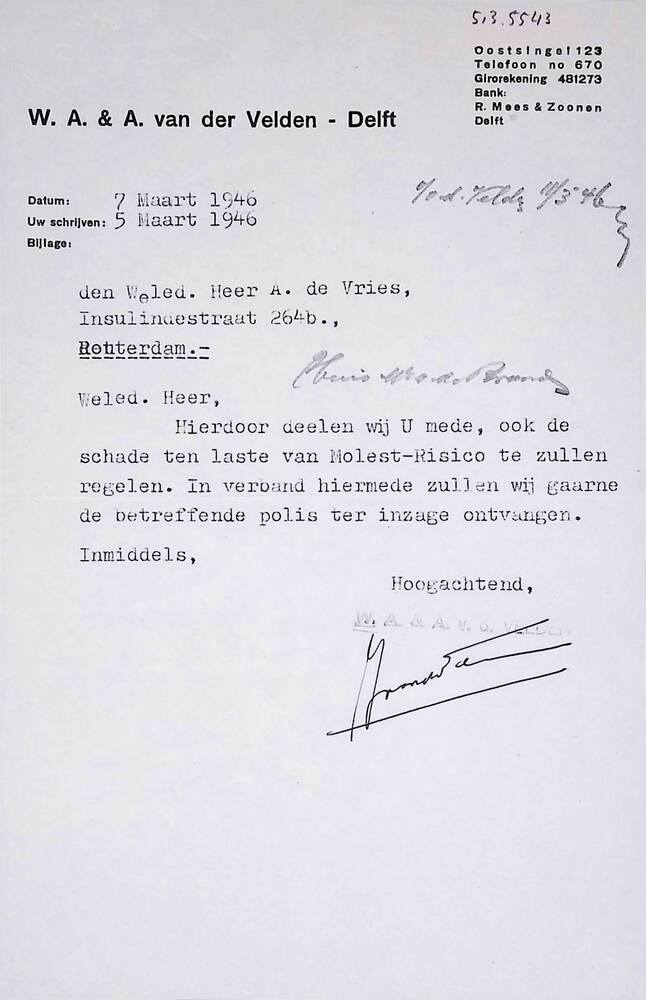 513.5543
Oostsingel 123
Telefoon no 670
Girorekening 481273
Bank:
R. Mees & Zoonen
Delft
W. A. & A. van der Velden - Delft
Datum: 7 Maart 1946
Uw schrijven: 5 Maart 1946
Bijlage:
den Weled. Heer A. de Vries,
Insulindestraat 264b.,
Rotterdam.-
Weled. Heer,
Hierdoor deelen wij U mede, ook de
schade ten laste van Molest-Risico te zullen
regelen. In verband hiermede zullen wij gaarne
de betreffende polis ter inzage ontvangen.
Inmiddels,
Hoogachtend,
W. A. & A. v. d. VELDEN